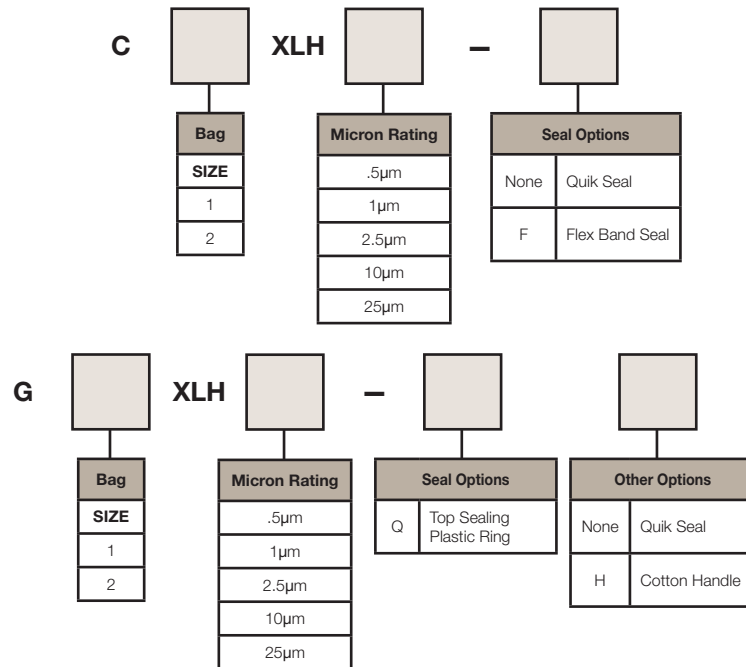 C XLH –
Bag
SIZE
1
2
Micron Rating
.5µm
1µm
2.5µm
10µm
25µm
Seal Options
None Quik Seal
F Flex Band Seal
G XLH –
Bag
SIZE
1
2
Micron Rating
.5µm
1µm
2.5µm
10µm
25µm
Seal Options
Q Top Sealing
Plastic Ring
Other Options
None Quik Seal
H Cotton Handle